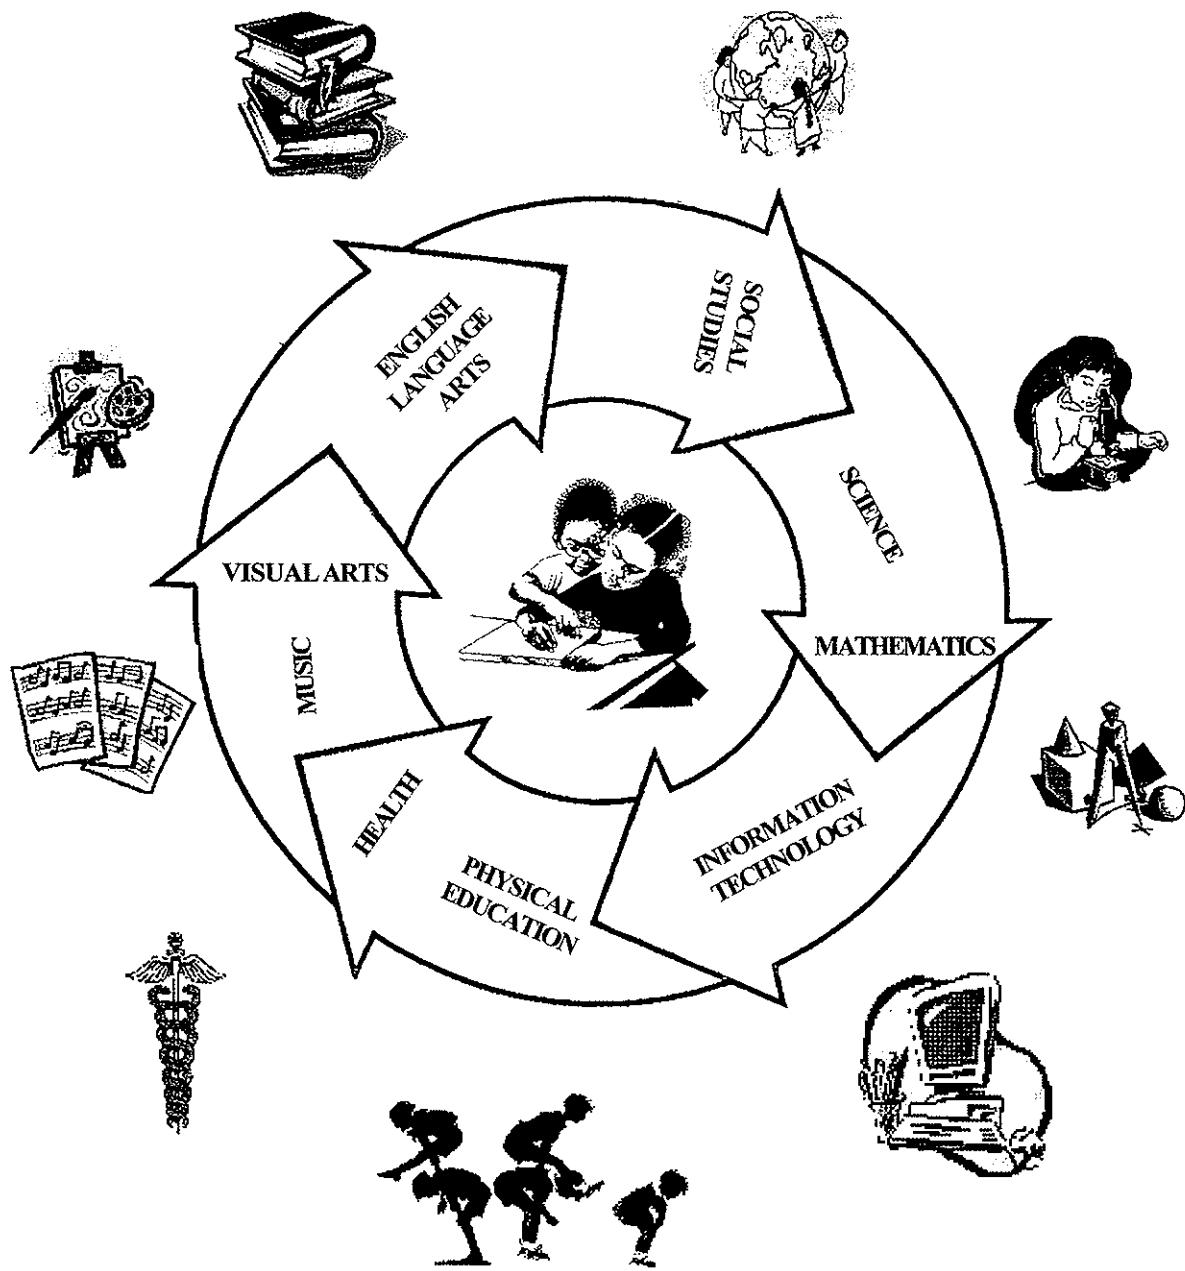 ENGLISH
LANGUAGE
ARTS
SOCIAL
STUDIES
SCIENCE
MATHEMATICS
INFORMATION
TECHNOLOGY
PHYSICAL
EDUCATION
HEALTH
MUSIC
VISUAL ARTS